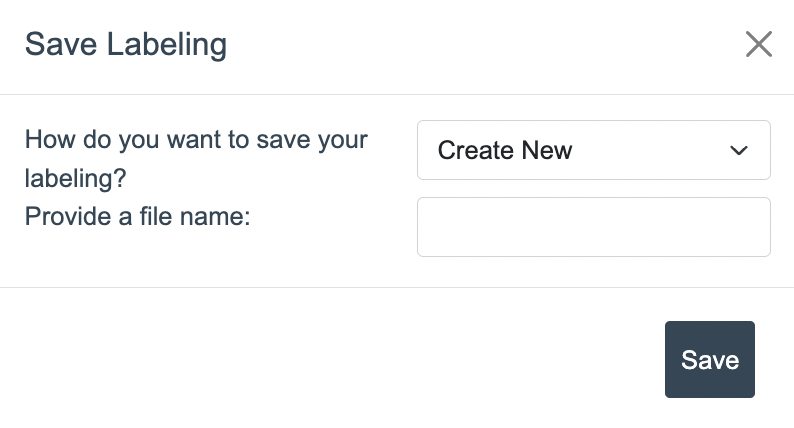 Save Labeling
How do you want to save your
labeling?
Create New
Provide a file name:
Save